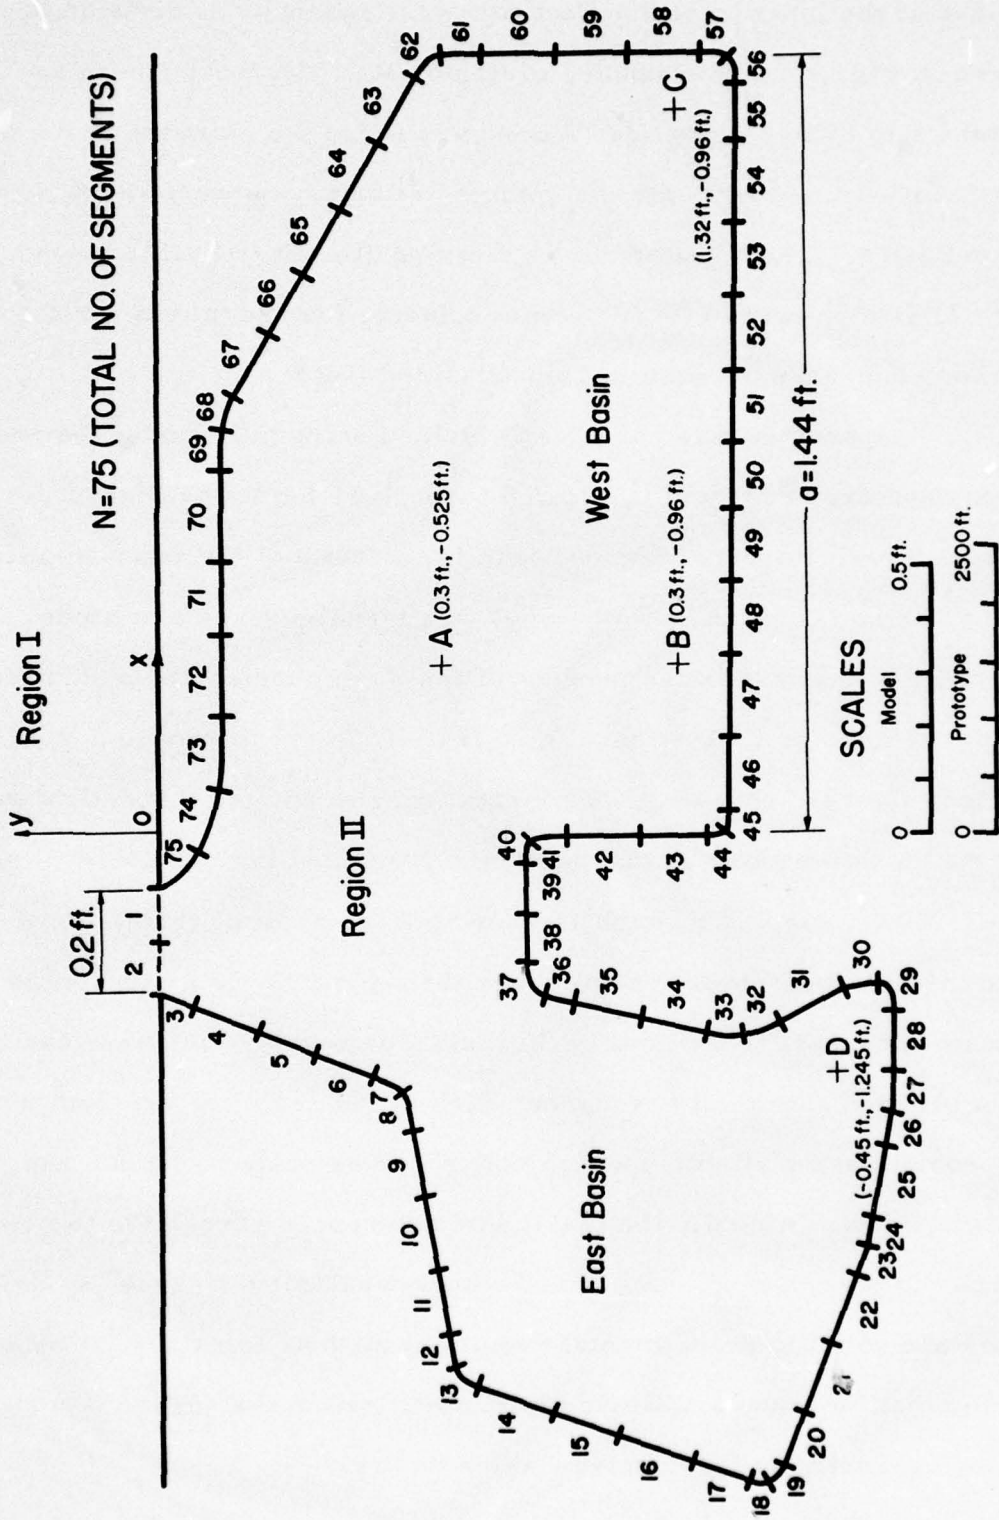 N=75 (TOTAL NO. OF SEGMENTS)
Region I
y
x
O
0.2 ft.
2 1
75 74 73 72 71 70 69 68 67 66 65 64 63 62 61 60 59 58 57 56
Region II
+A (0.3 ft., -0.525 ft.)
+B (0.3 ft., -0.96 ft.)
+C
(1.32 ft., -0.96 ft.)
+D
(-0.45 ft., -1.245 ft.)
West Basin
East Basin
3 4 5 6 7 8 9 10 11 12 13 14 15 16 17 18 19 20 21 22 23 24 25 26 27 28 29 30 31 32 33 34 35 36 37 38 39 40 41 42 43 44 45 46 47 48 49 50 51 52 53 54 55
a=1.44 ft.
SCALES
Model
0 0.5 ft.
Prototype
0 2500 ft.